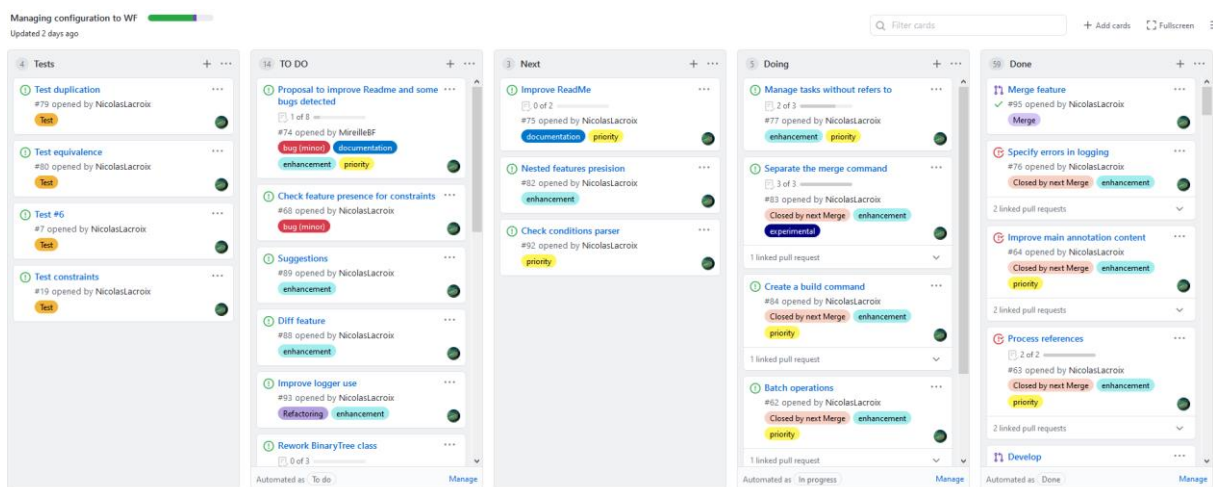 Managing configuration to WF
Updated 2 days ago
Filter cards
Add cards
Fullscreen
4 Tests
Test duplication
#79 opened by NicolasLacroix
Test
Test equivalence
#80 opened by NicolasLacroix
Test
Test #6
#7 opened by NicolasLacroix
Test
Test constraints
#19 opened by NicolasLacroix
Test
14 TO DO
Proposal to improve Readme and some
bugs detected
1 of 8
#74 opened by MireilleBF
bug (minor) documentation
enhancement priority
Check feature presence for constraints
#68 opened by NicolasLacroix
bug (minor)
Suggestions
#89 opened by NicolasLacroix
enhancement
Diff feature
#88 opened by NicolasLacroix
enhancement
Improve logger use
#93 opened by NicolasLacroix
Refactoring enhancement
Rework BinaryTree class
0 of 3
Automated as To do Manage
3 Next
Improve ReadMe
0 of 2
#75 opened by NicolasLacroix
documentation priority
Nested features presision
#82 opened by NicolasLacroix
enhancement
Check conditions parser
#92 opened by NicolasLacroix
priority
5 Doing
Manage tasks without refers to
2 of 3
#77 opened by NicolasLacroix
enhancement priority
Separate the merge command
3 of 3
#83 opened by NicolasLacroix
Closed by next Merge enhancement
experimental
1 linked pull request
Create a build command
#84 opened by NicolasLacroix
Closed by next Merge enhancement
priority
1 linked pull request
Batch operations
#62 opened by NicolasLacroix
Closed by next Merge enhancement
priority
1 linked pull request
Automated as In progress Manage
59 Done
Merge feature
#95 opened by NicolasLacroix
Merge
Specify errors in logging
#76 opened by NicolasLacroix
Closed by next Merge enhancement
2 linked pull requests
Improve main annotation content
#64 opened by NicolasLacroix
Closed by next Merge enhancement
priority
2 linked pull requests
Process references
2 of 2
#63 opened by NicolasLacroix
Closed by next Merge enhancement
priority
2 linked pull requests
Develop
Automated as Done Manage